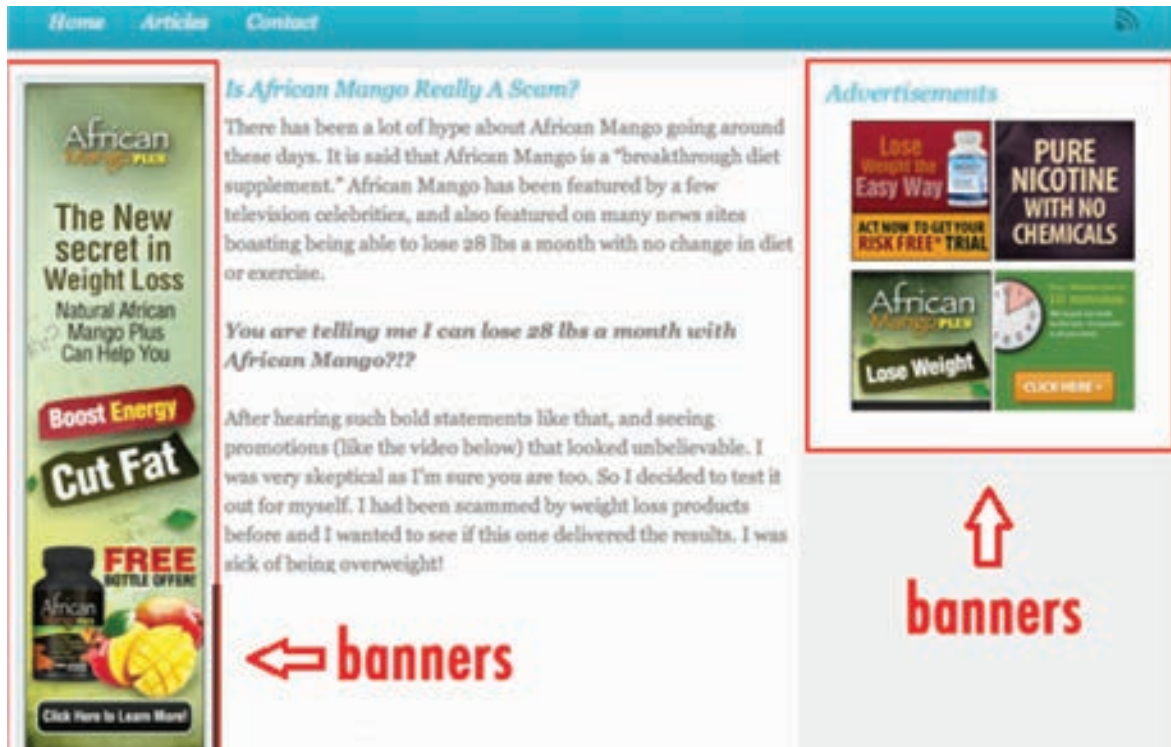 Home Articles Contact
African
Mango PLUS
The New
secret in
Weight Loss
Natural African
Mango Plus
Can Help You
Boost Energy
Cut Fat
FREE
BOTTLE OFFER!
African
Click Here to Learn More!
Is African Mango Really A Scam?
There has been a lot of hype about African Mango going around
these days. It is said that African Mango is a "breakthrough diet
supplement." African Mango has been featured by a few
television celebrities, and also featured on many news sites
boasting being able to lose 28 lbs a month with no change in diet
or exercise.
You are telling me I can lose 28 lbs a month with
African Mango?!?
After hearing such bold statements like that, and seeing
promotions (like the video below) that looked unbelievable. I
was very skeptical as I'm sure you are too. So I decided to test it
out for myself. I had been scammed by weight loss products
before and I wanted to see if this one delivered the results. I was
sick of being overweight!
banners
Advertisements
Lose
Weight the
Easy Way
ACT NOW TO GET YOUR
RISK FREE* TRIAL
PURE
NICOTINE
WITH NO
CHEMICALS
African
Mango PLUS
Lose Weight
CLICK HERE
banners